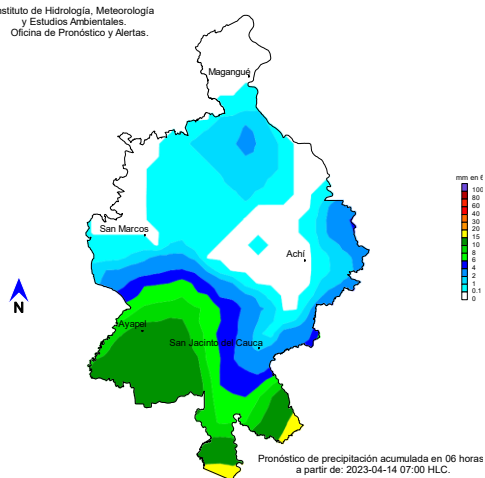 nstituto de Hidrología, Meteorología
y Estudios Ambientales.
Oficina de Pronóstico y Alertas.
Magangué
San Marcos
Achí
Ayapel
San Jacinto del Cauca
N
mm en 6
100
80
60
40
30
20
15
10
8
6
4
2
1
0.1
0
Pronóstico de precipitación acumulada en 06 horas
a partir de: 2023-04-14 07:00 HLC.